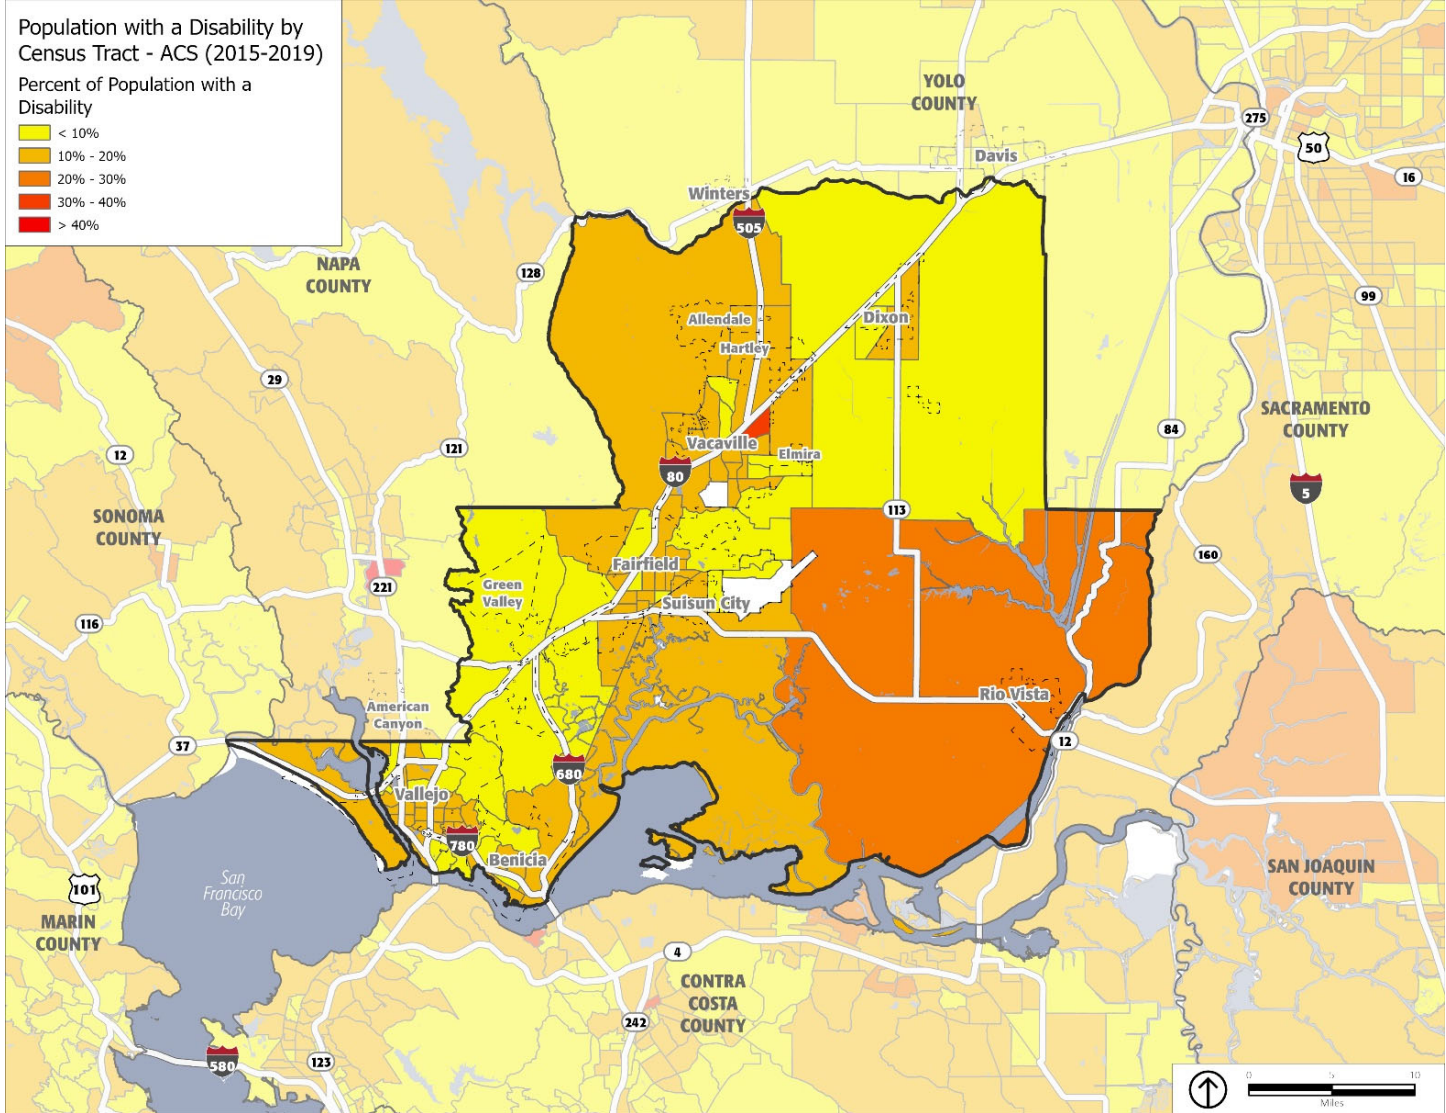 Population with a Disability by
Census Tract - ACS (2015-2019)
Percent of Population with a
Disability
< 10%
10% - 20%
20% - 30%
30% - 40%
> 40%
YOLO
COUNTY
275
50
Davis
16
Winters
505
NAPA
COUNTY
128
99
Allendale
Dixon
Hartley
29
SACRAMENTO
COUNTY
84
121
Vacaville
12
Elmira
80
5
113
SONOMA
COUNTY
160
Fairfield
221
Green
Valley
Suisun City
116
Rio Vista
American
Canyon
37
12
680
Vallejo
780
Benicia
San
Francisco
Bay
101
SAN JOAQUIN
COUNTY
MARIN
COUNTY
4
CONTRA
COSTA
COUNTY
242
580
123
0 5 10
Miles